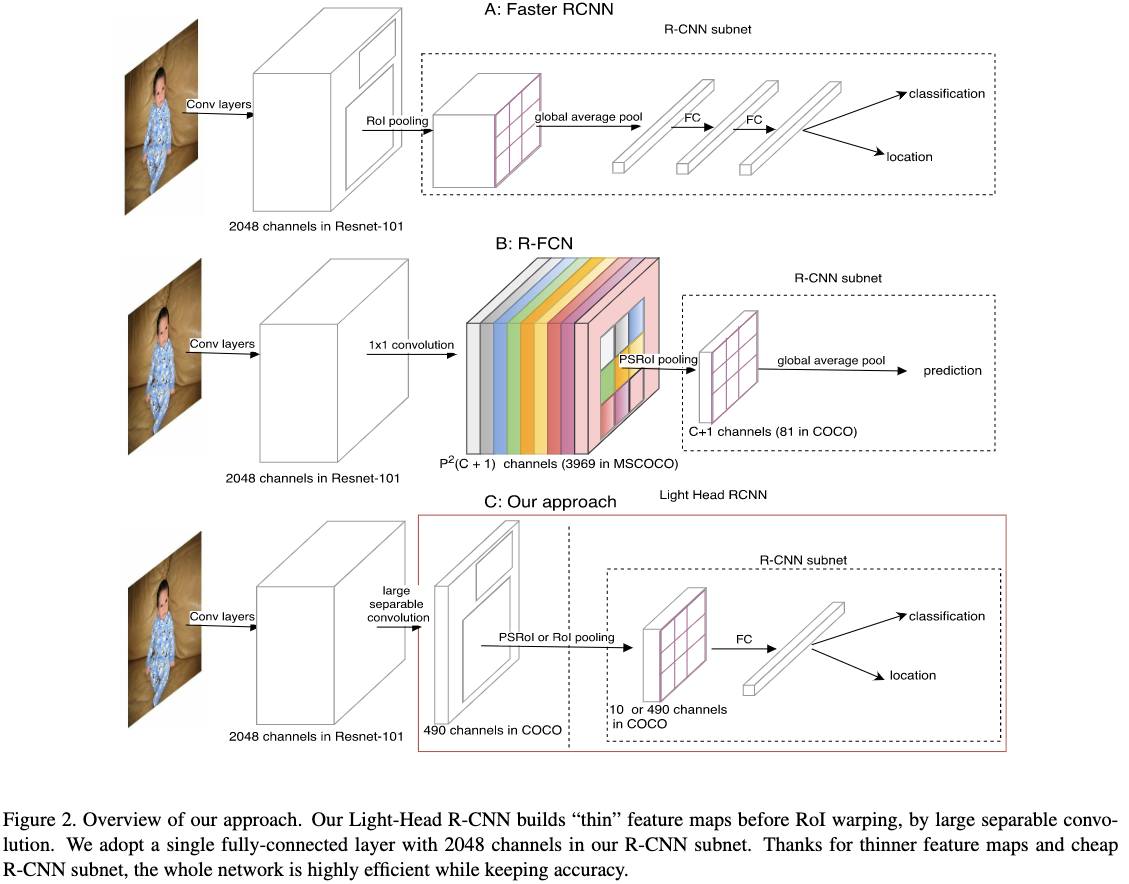 A: Faster RCNN
R-CNN subnet
Conv layers
RoI pooling
global average pool
FC
FC
classification
location
2048 channels in Resnet-101
B: R-FCN
R-CNN subnet
Conv layers
1x1 convolution
PSRoI pooling
global average pool
prediction
C+1 channels (81 in COCO)
P²(C + 1) channels (3969 in MSCOCO)
2048 channels in Resnet-101
C: Our approach
Light Head RCNN
R-CNN subnet
Conv layers
large
separable
convolution
PSRoI or RoI pooling
FC
classification
location
10 or 490 channels
in COCO
490 channels in COCO
2048 channels in Resnet-101
Figure 2. Overview of our approach. Our Light-Head R-CNN builds “thin” feature maps before RoI warping, by large separable convo-
lution. We adopt a single fully-connected layer with 2048 channels in our R-CNN subnet. Thanks for thinner feature maps and cheap
R-CNN subnet, the whole network is highly efficient while keeping accuracy.